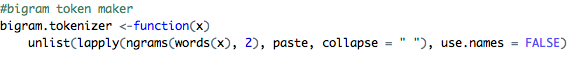 #bigram token maker
bigram.tokenizer <-function(x)
    unlist(lapply(ngrams(words(x), 2), paste, collapse = " "), use.names = FALSE)